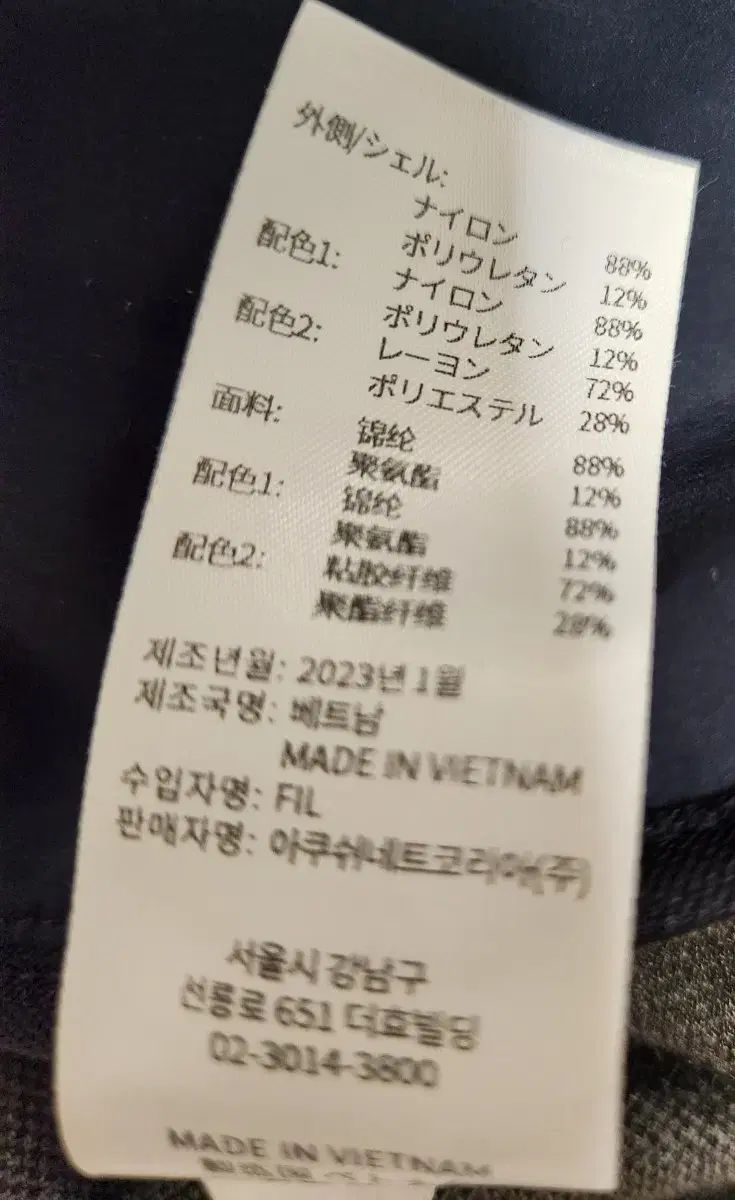 外側/シェル:
ナイロン 88%
ポリウレタン 12%
配色1: ナイロン 88%
ポリウレタン 12%
配色2: レーヨン 72%
ポリエステル 28%
面料: 锦纶 88%
聚氨酯 12%
配色1: 锦纶 88%
聚氨酯 12%
配色2: 粘胶纤维 72%
聚酯纤维 28%
제조년월: 2023년 1월
제조국명: 베트남
MADE IN VIETNAM
수입자명: FIL
판매자명: 아쿠쉬네트코리아(주)
서울시 강남구
선릉로 651 더효빌딩
02-3014-3800
MADE IN VIETNAM